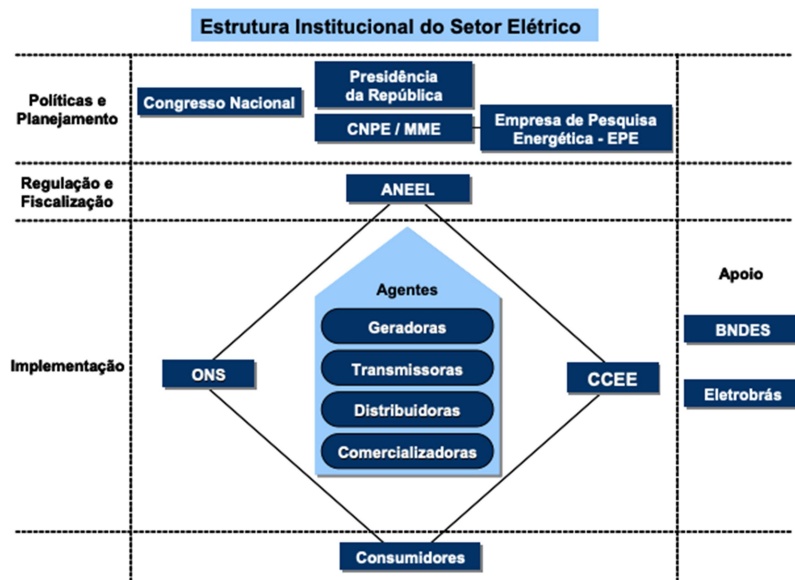 Estrutura Institucional do Setor Elétrico
Políticas e
Planejamento
Congresso Nacional
Presidência
da República
CNPE / MME
Empresa de Pesquisa
Energética - EPE
Regulação e
Fiscalização
ANEEL
Implementação
ONS
Agentes
Geradoras
Transmissoras
Distribuidoras
Comercializadoras
CCEE
Apoio
BNDES
Eletrobrás
Consumidores